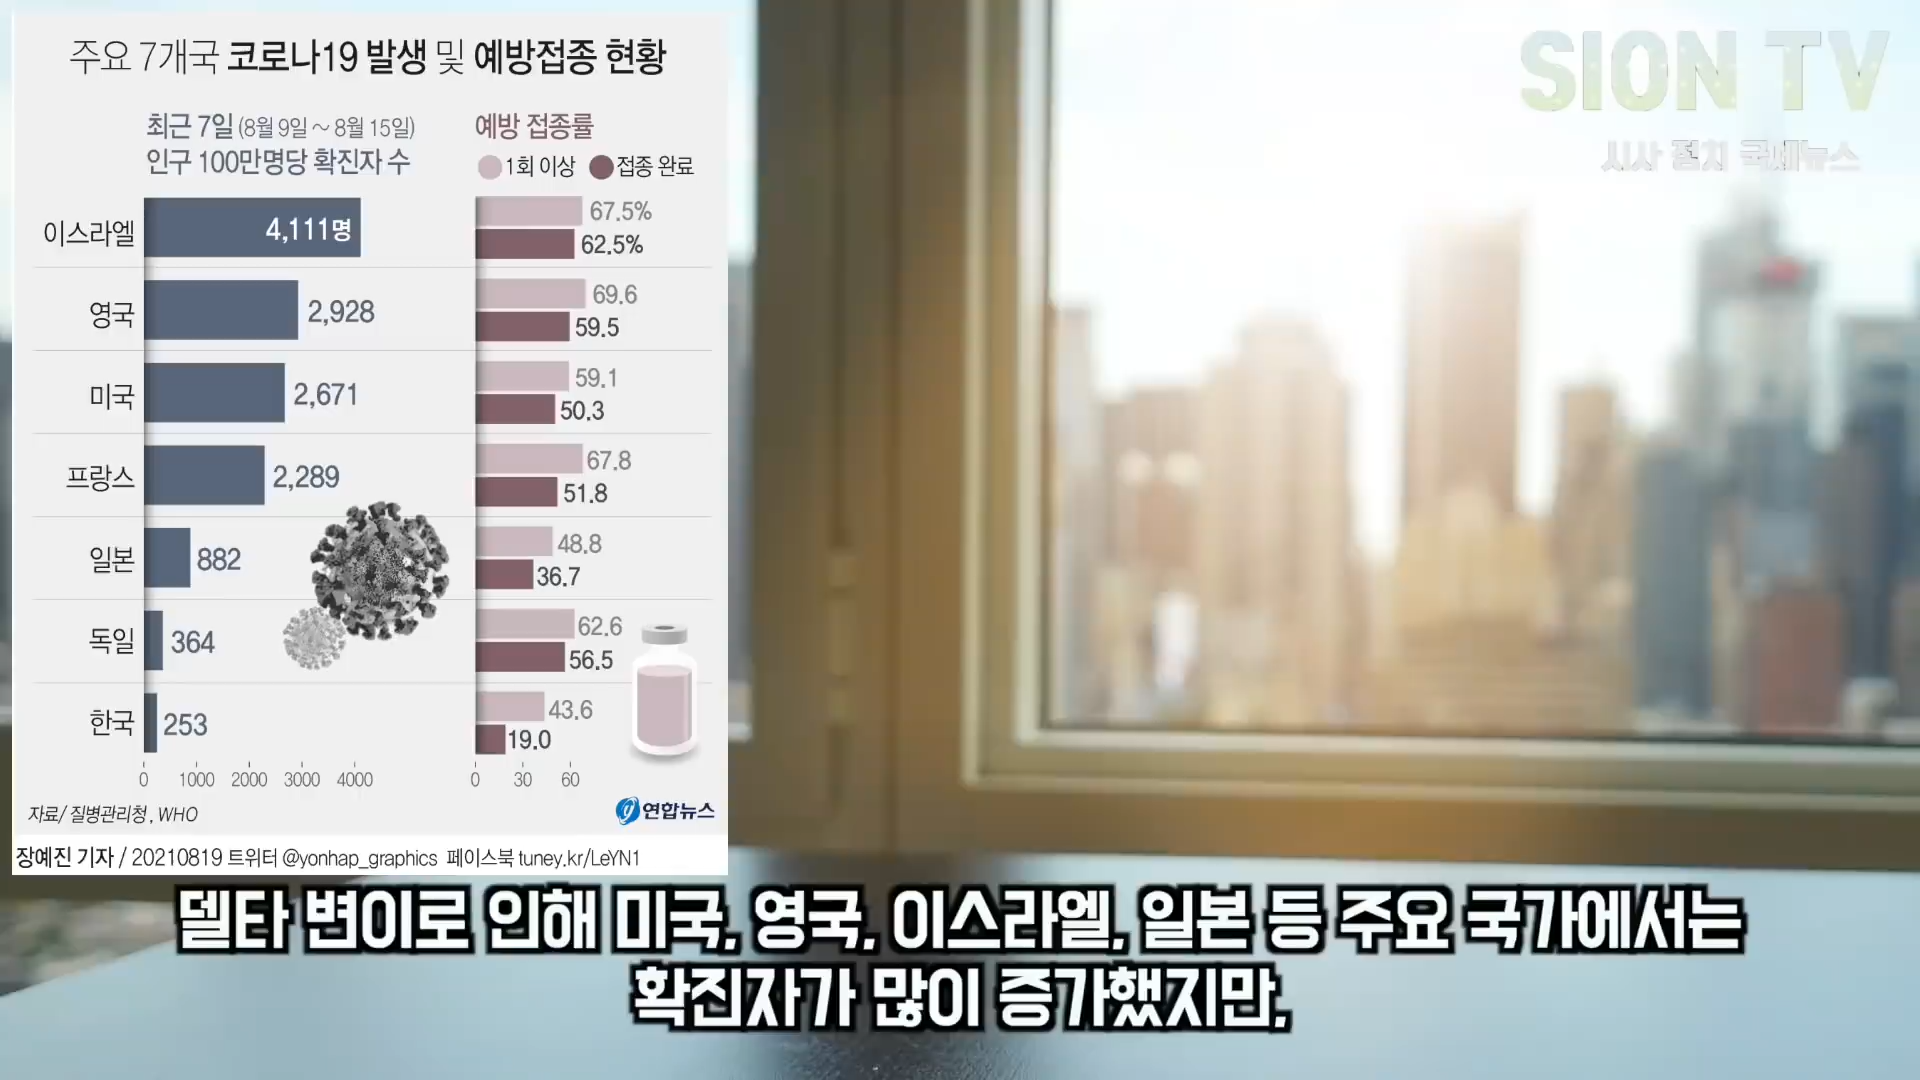 주요 7개국 코로나19 발생 및 예방접종 현황
최근 7일 (8월 9일 ~ 8월 15일)
인구 100만명당 확진자 수
예방 접종률
1회 이상 접종 완료
이스라엘 4,111명 67.5%
62.5%
영국 2,928 69.6
59.5
미국 2,671 59.1
50.3
프랑스 2,289 67.8
51.8
일본 882 48.8
36.7
독일 364 62.6
56.5
한국 253 43.6
19.0
0 1000 2000 3000 4000 0 30 60
자료/ 질병관리청, WHO
연합뉴스
장예진 기자 / 20210819 트위터 @yonhap_graphics 페이스북 tuney.kr/LeYN1
SION TV
시사 정치 국제뉴스
델타 변이로 인해 미국, 영국, 이스라엘, 일본 등 주요 국가에서는
확진자가 많이 증가했지만,